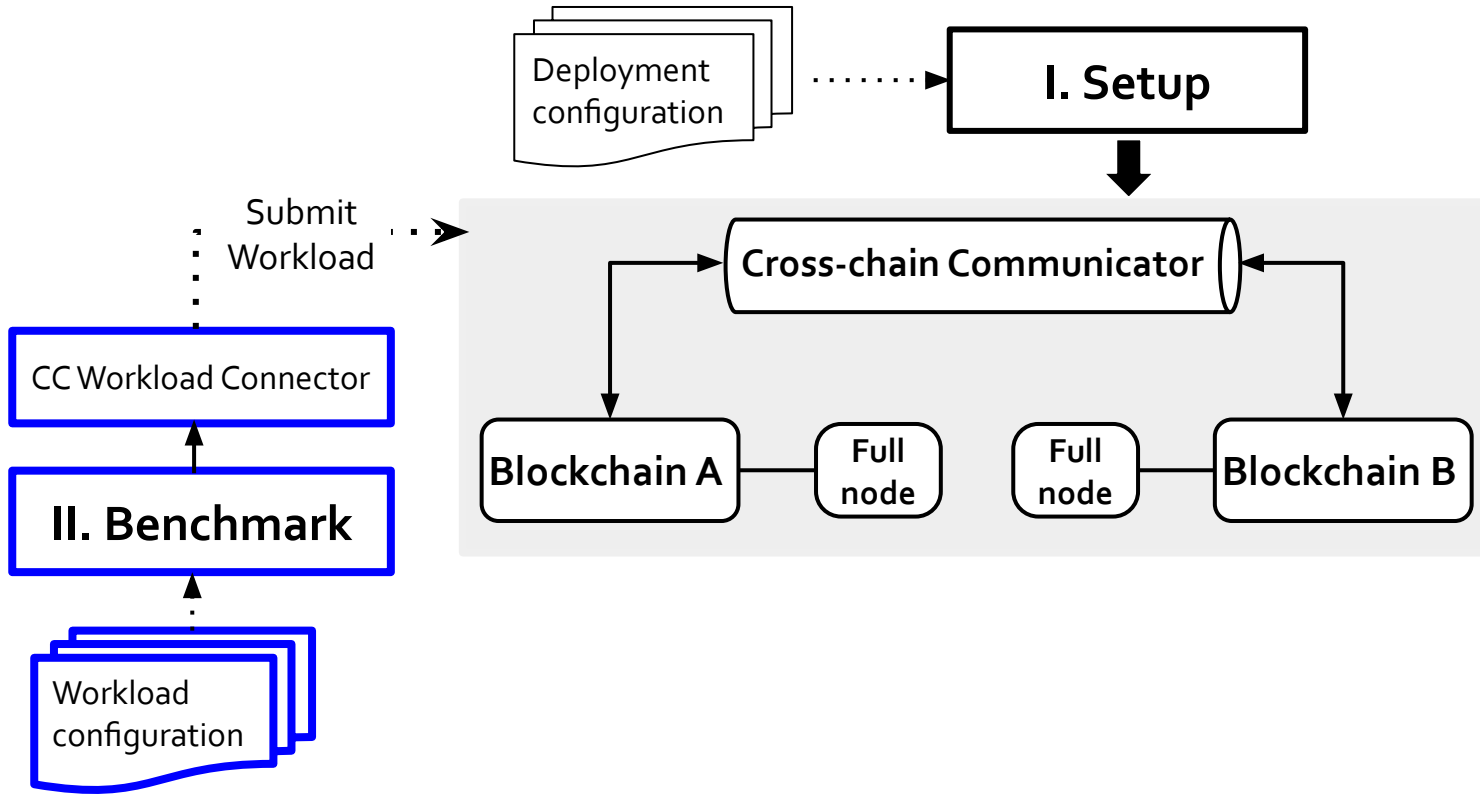 Deployment
configuration
I. Setup
Submit
Workload
Cross-chain Communicator
CC Workload Connector
Blockchain A
Full
node
Full
node
Blockchain B
II. Benchmark
Workload
configuration